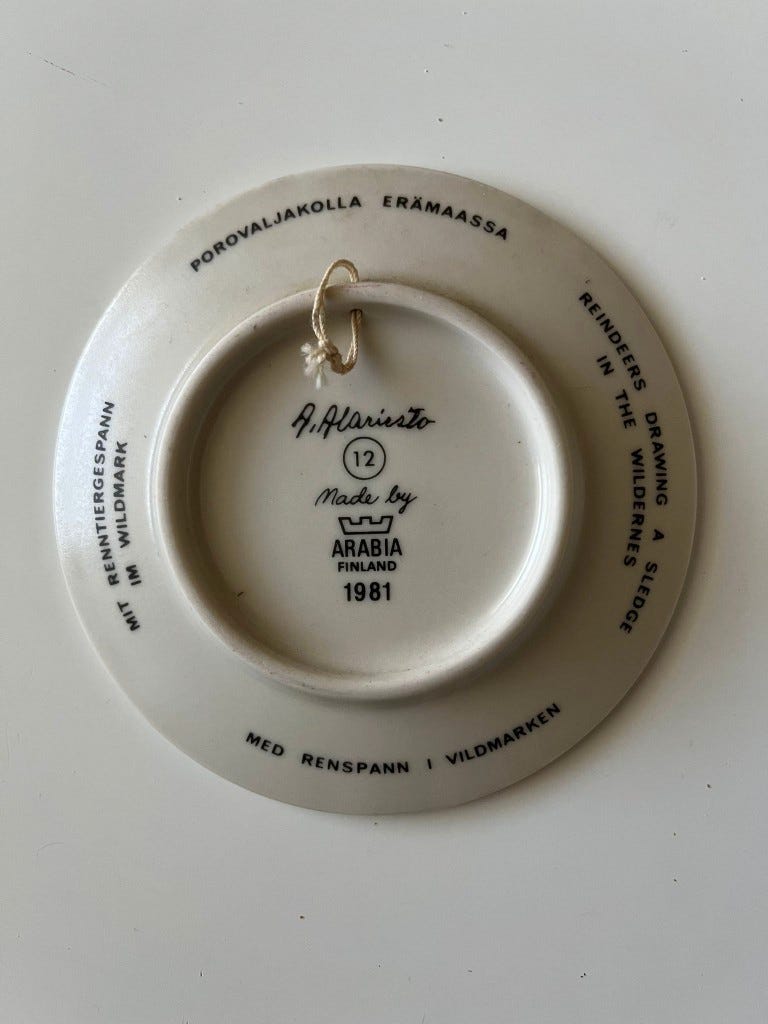 POROVALJAKOLLA ERÄMAASSA
REINDEERS DRAWING A SLEDGE
IN THE WILDERNES
MED RENSPANN I VILDMARKEN
MIT RENNTIERGESPANN
IM WILDMARK
A. Alariesto
12
Made by
ARABIA
FINLAND
1981